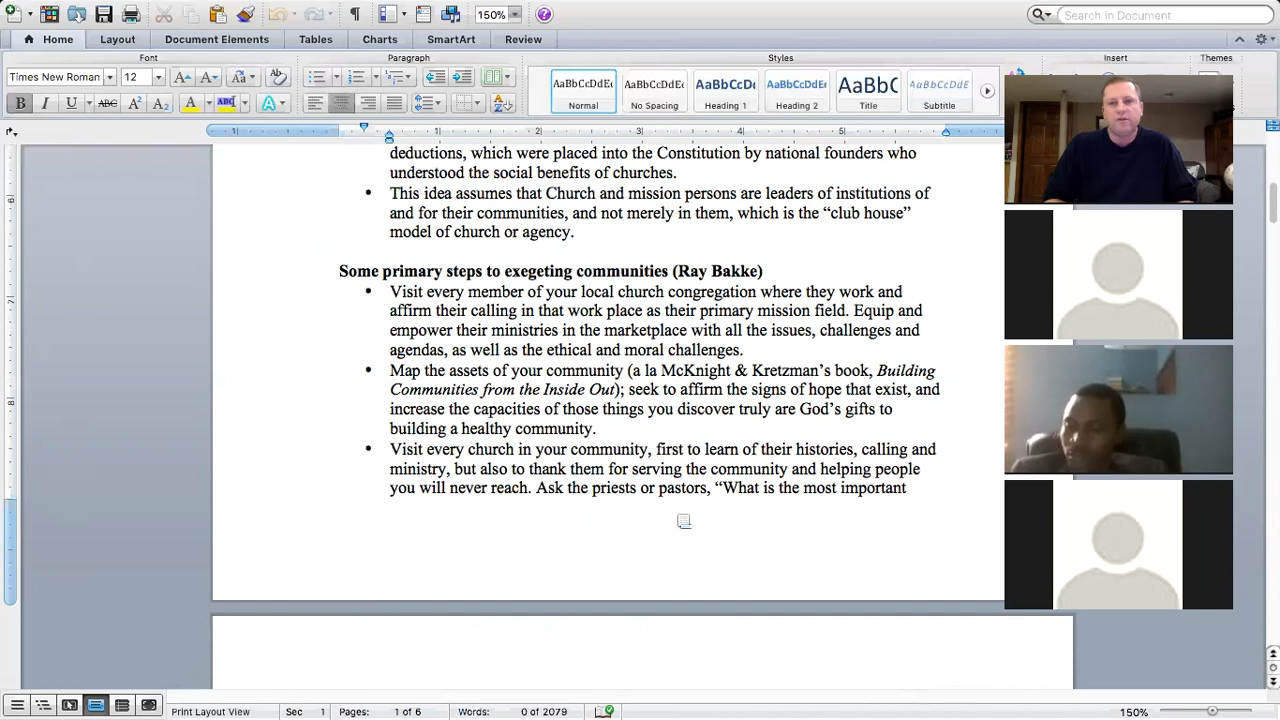 150%
Search in Document
Home
Layout
Document Elements
Tables
Charts
SmartArt
Review
Font
Paragraph
Styles
Insert
Themes
Times New Roman
12
AaBbCcDdEe
Normal
AaBbCcDdEe
No Spacing
AaBbCcDc
Heading 1
AaBbCcDdEe
Heading 2
AaBbC
Title
AaBbCcDdEe
Subtitle
deductions, which were placed into the Constitution by national founders who
understood the social benefits of churches.
• This idea assumes that Church and mission persons are leaders of institutions of
and for their communities, and not merely in them, which is the “club house”
model of church or agency.
Some primary steps to exegeting communities (Ray Bakke)
• Visit every member of your local church congregation where they work and
affirm their calling in that work place as their primary mission field. Equip and
empower their ministries in the marketplace with all the issues, challenges and
agendas, as well as the ethical and moral challenges.
• Map the assets of your community (a la McKnight & Kretzman’s book, Building
Communities from the Inside Out); seek to affirm the signs of hope that exist, and
increase the capacities of those things you discover truly are God’s gifts to
building a healthy community.
• Visit every church in your community, first to learn of their histories, calling and
ministry, but also to thank them for serving the community and helping people
you will never reach. Ask the priests or pastors, “What is the most important
Print Layout View
Sec 1
Pages: 1 of 6
Words: 0 of 2079
150%